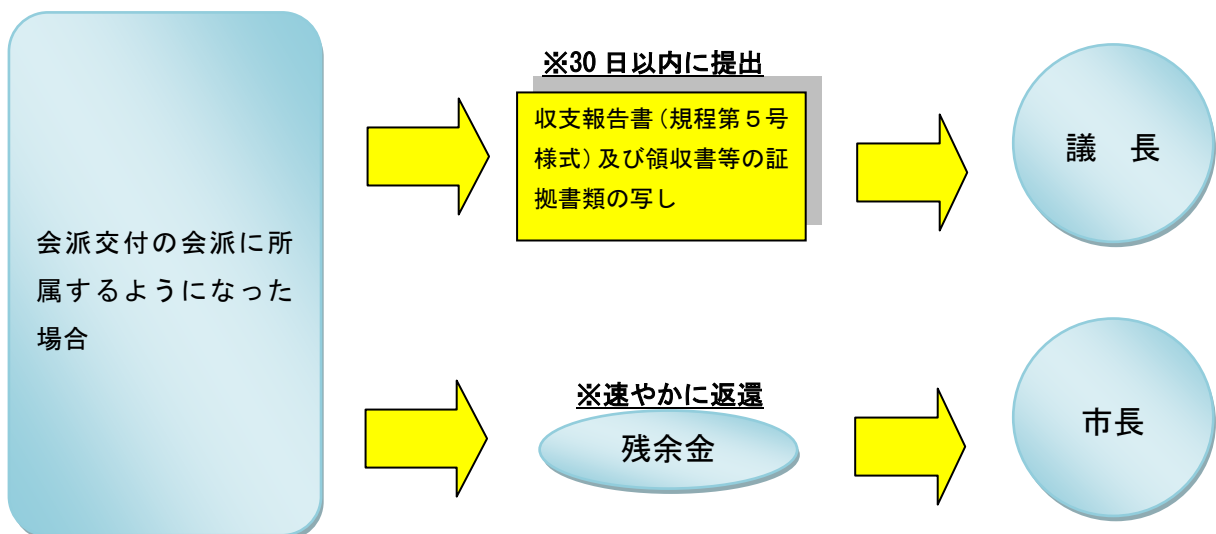 会派交付の会派に所
属するようになった
場合
※30日以内に提出
収支報告書（規程第５号
様式）及び領収書等の証
拠書類の写し
議　長
※速やかに返還
残余金
市長